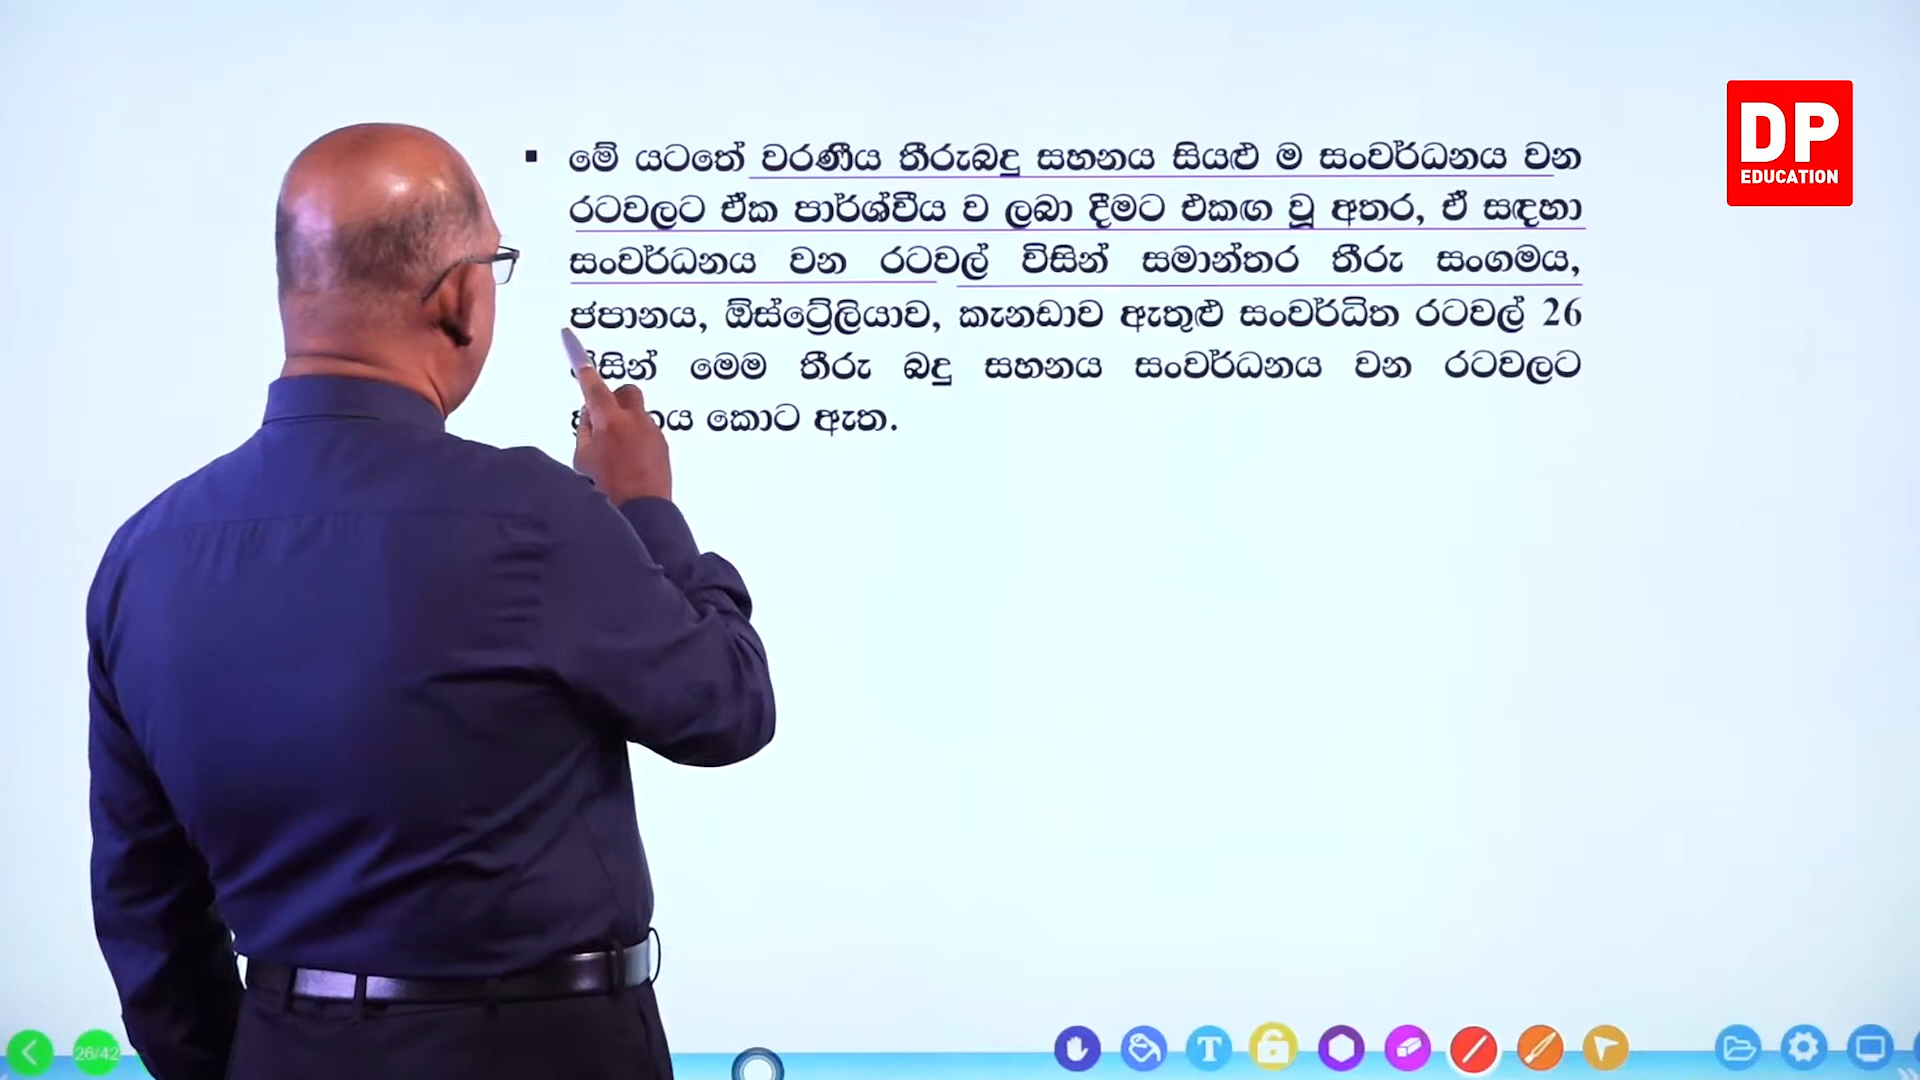 මේ යටතේ වරණීය තීරුබදු සහනය සියළු ම සංවර්ධනය වන
රටවලට ඒක පාර්ශ්වීය ව ලබා දීමට එකඟ වූ අතර, ඒ සඳහා
සංවර්ධනය වන රටවල් විසින් සමාන්තර තීරු සංගමය,
ජපානය, ඕස්ට්‍රේලියාව, කැනඩාව ඇතුළු සංවර්ධිත රටවල් 26
මෙම තීරු බදු සහනය සංවර්ධනය වන රටවලට
කොට ඇත.
DP
EDUCATION
26/42
T